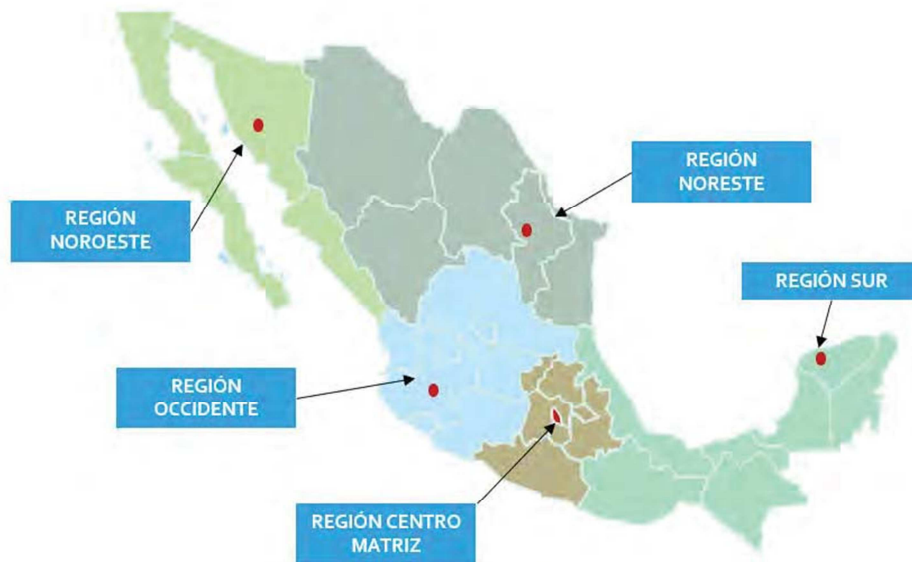 REGIÓN
NORESTE
REGIÓN
NOROESTE
REGIÓN SUR
REGIÓN
OCCIDENTE
REGIÓN CENTRO
MATRIZ